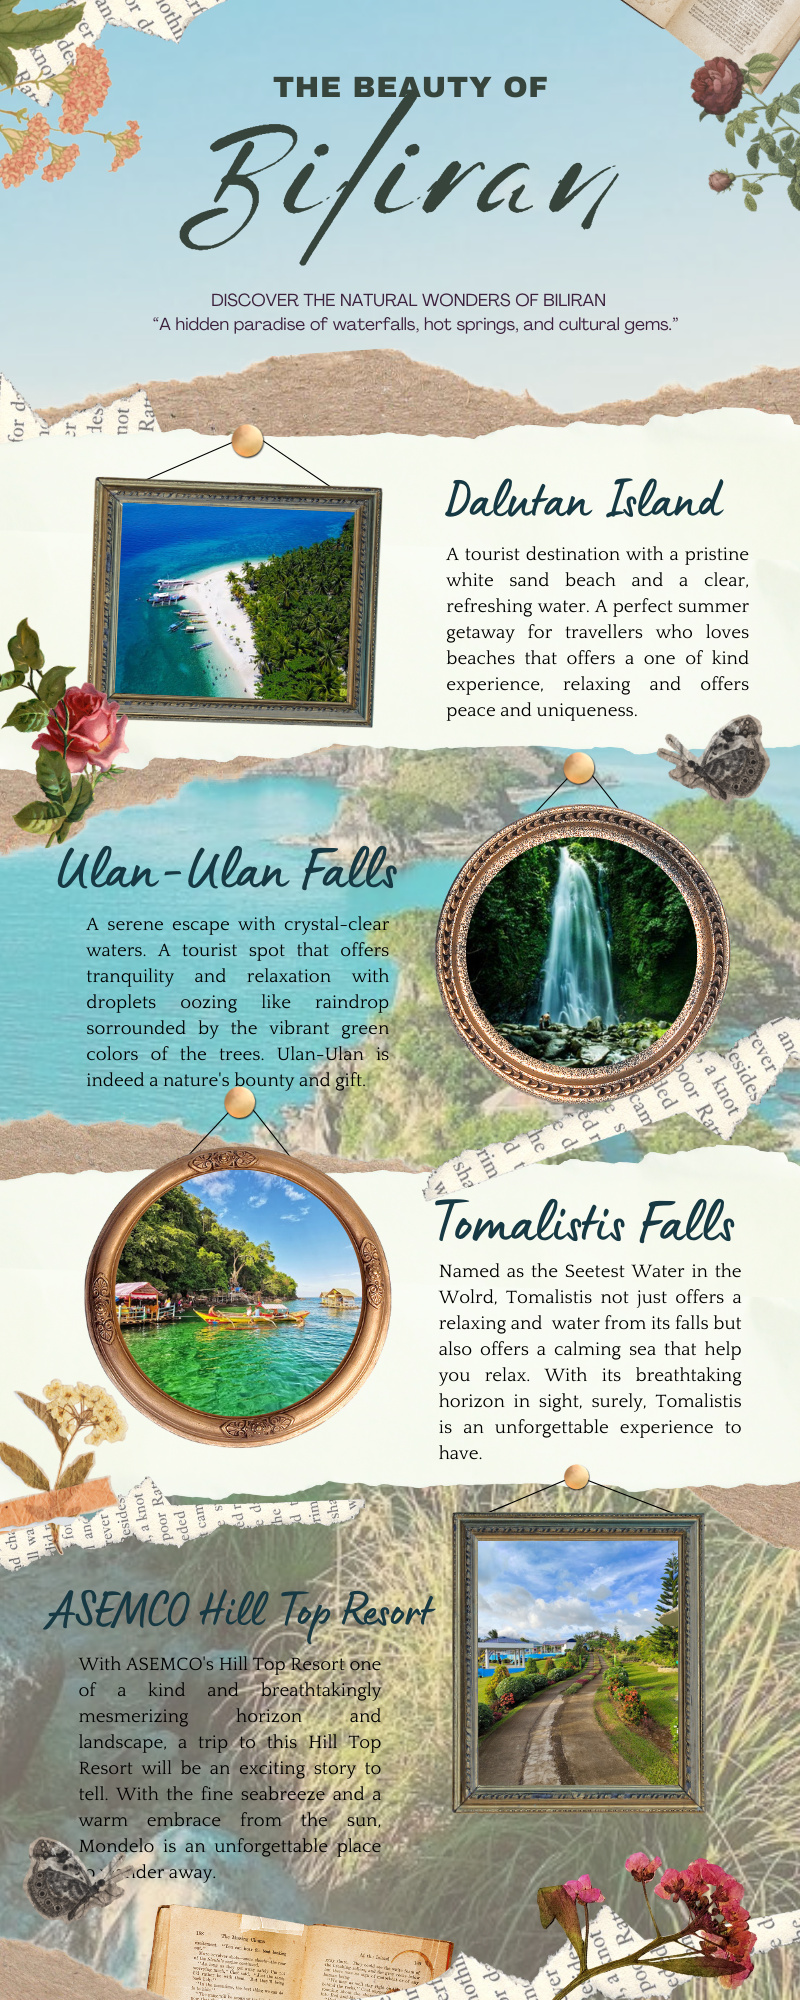 THE BEAUTY OF
Biliran
DISCOVER THE NATURAL WONDERS OF BILIRAN
“A hidden paradise of waterfalls, hot springs, and cultural gems.”
Dalutan Island
A tourist destination with a pristine
white sand beach and a clear,
refreshing water. A perfect summer
getaway for travellers who loves
beaches that offers a one of kind
experience, relaxing and offers
peace and uniqueness.
Ulan-Ulan Falls
A serene escape with crystal-clear
waters. A tourist spot that offers
tranquility and relaxation with
droplets oozing like raindrop
sorrounded by the vibrant green
colors of the trees. Ulan-Ulan is
indeed a nature's bounty and gift.
Tomalistis Falls
Named as the Seetest Water in the
Wolrd, Tomalistis not just offers a
relaxing and water from its falls but
also offers a calming sea that help
you relax. With its breathtaking
horizon in sight, surely, Tomalistis
is an unforgettable experience to
have.
ASEMCO Hill Top Resort
With ASEMCO's Hill Top Resort one
of a kind and breathtakingly
mesmerizing horizon and
landscape, a trip to this Hill Top
Resort will be an exciting story to
tell. With the fine seabreeze and a
warm embrace from the sun,
Mondelo is an unforgettable place
away.